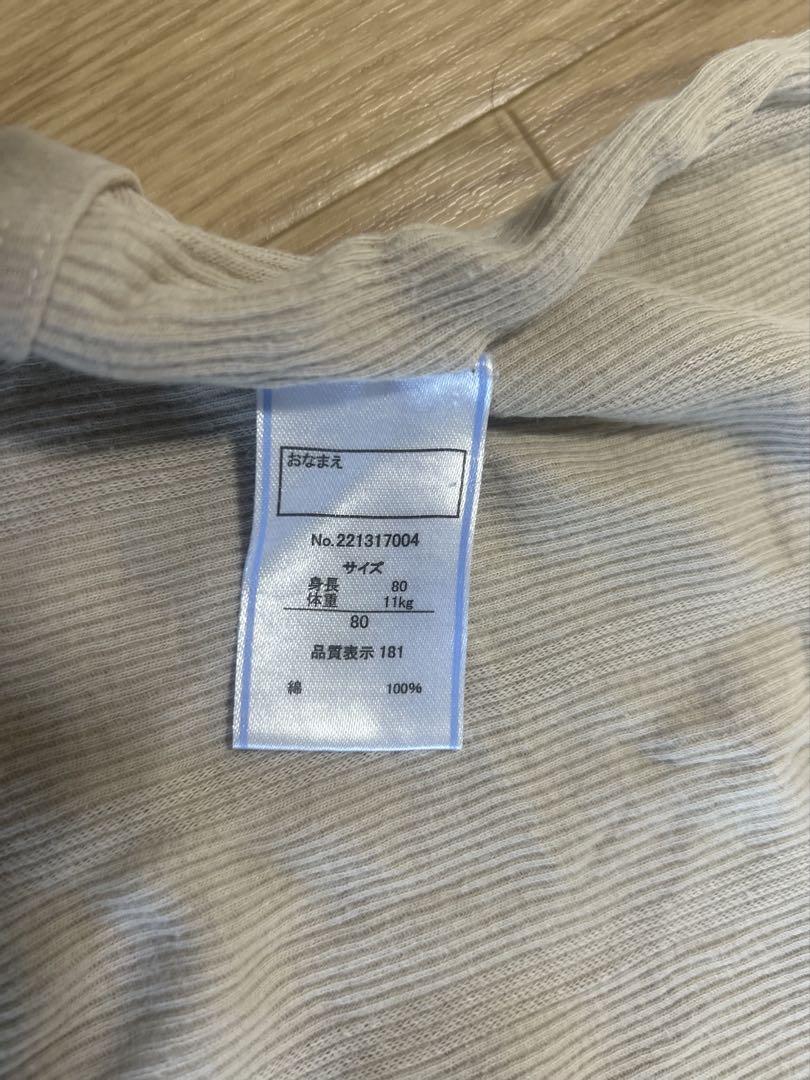 おなまえ
No.221317004
サイズ
身長 80
体重 11kg
80
品質表示 181
綿 100%